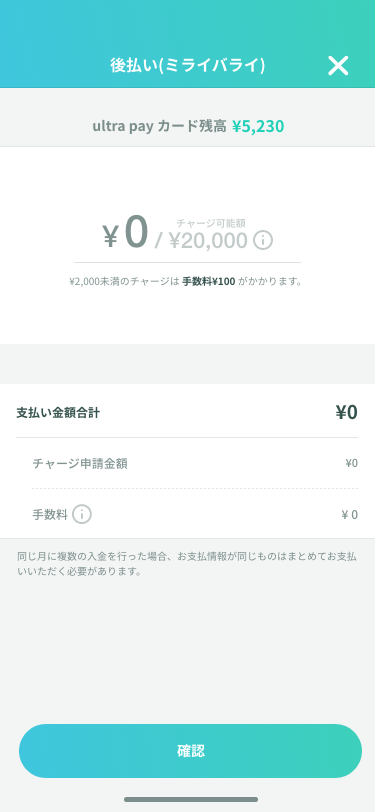 後払い(ミライバライ)
ultra pay カード残高 ¥5,230
チャージ可能額
¥0 / ¥20,000
¥2,000未満のチャージは 手数料¥100 がかかります。
支払い金額合計 ¥0
チャージ申請金額 ¥0
手数料 ¥ 0
同じ月に複数の入金を行った場合、お支払情報が同じものはまとめてお支払
いいただく必要があります。
確認